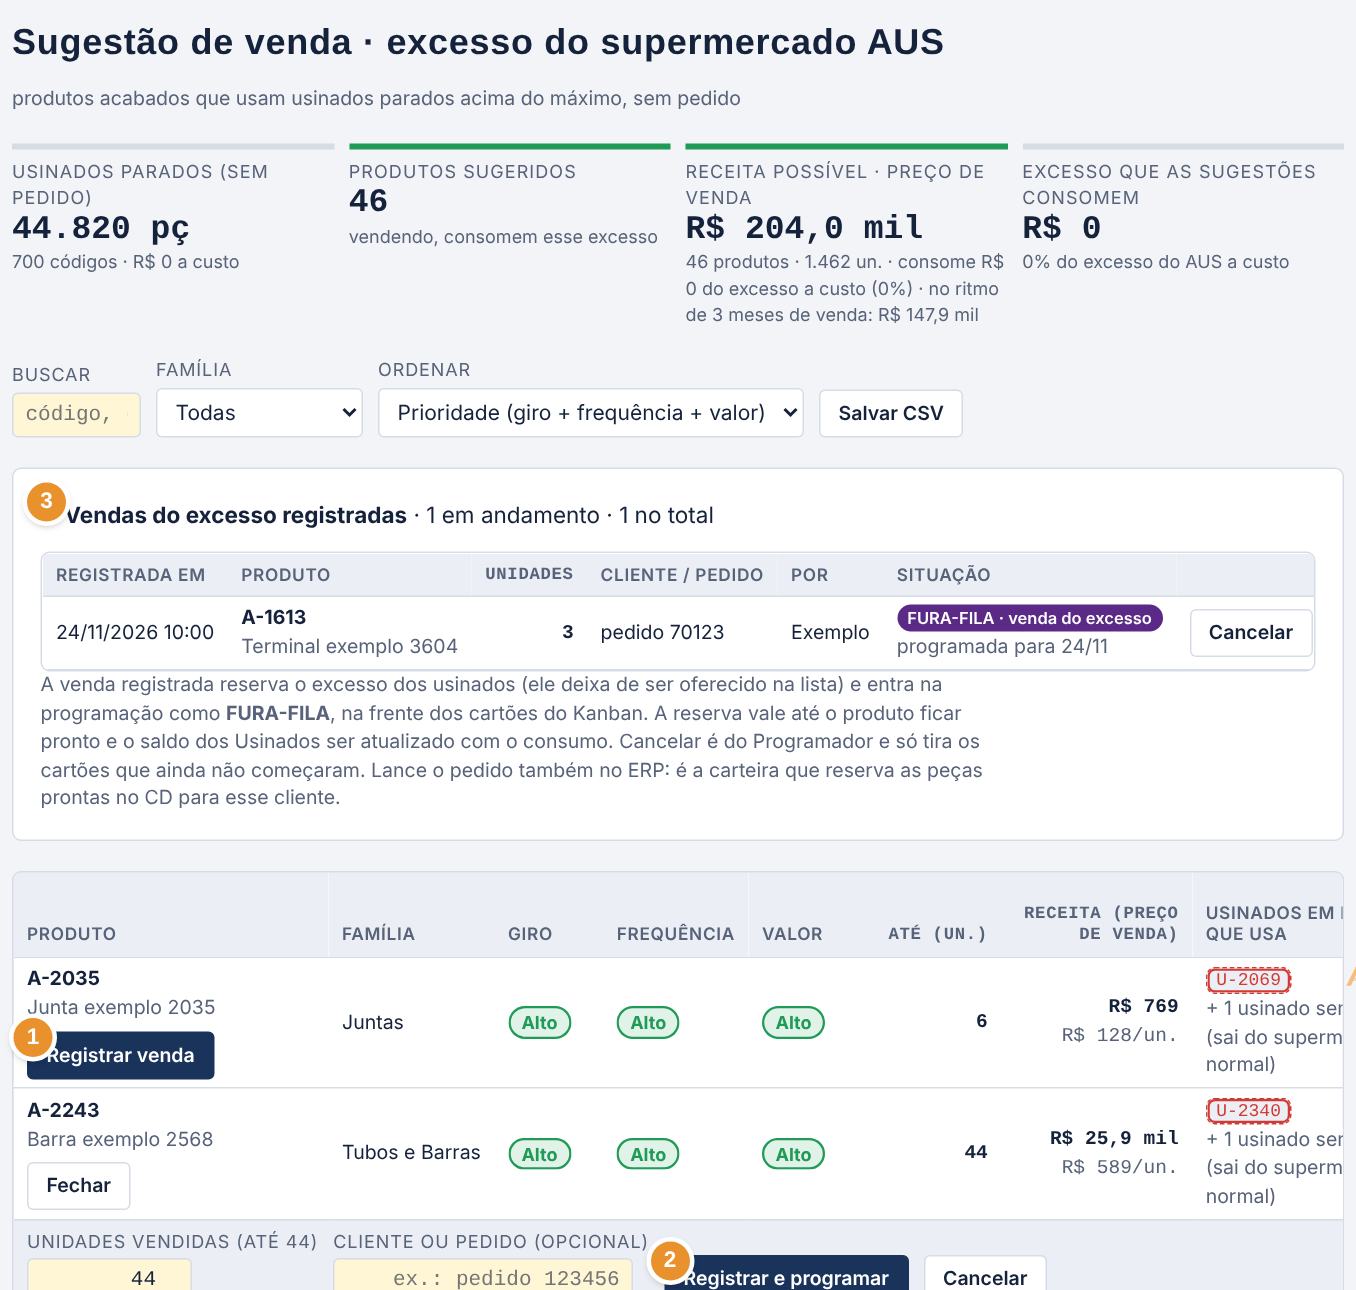 Sugestão de venda · excesso do supermercado AUS
produtos acabados que usam usinados parados acima do máximo, sem pedido
USINADOS PARADOS (SEM
PEDIDO)
44.820 pç
700 códigos · R$ 0 a custo
PRODUTOS SUGERIDOS
46
vendendo, consomem esse excesso
RECEITA POSSÍVEL · PREÇO DE
VENDA
R$ 204,0 mil
46 produtos · 1.462 un. · consome R$
0 do excesso a custo (0%) · no ritmo
de 3 meses de venda: R$ 147,9 mil
EXCESSO QUE AS SUGESTÕES
CONSOMEM
R$ 0
0% do excesso do AUS a custo
BUSCAR
código,
FAMÍLIA
Todas
ORDENAR
Prioridade (giro + frequência + valor)
Salvar CSV
3
Vendas do excesso registradas · 1 em andamento · 1 no total
REGISTRADA EM PRODUTO UNIDADES CLIENTE / PEDIDO POR SITUAÇÃO
24/11/2026 10:00
A-1613
Terminal exemplo 3604
3
pedido 70123
Exemplo
FURA-FILA · venda do excesso
programada para 24/11
Cancelar
A venda registrada reserva o excesso dos usinados (ele deixa de ser oferecido na lista) e entra na
programação como FURA-FILA, na frente dos cartões do Kanban. A reserva vale até o produto ficar
pronto e o saldo dos Usinados ser atualizado com o consumo. Cancelar é do Programador e só tira os
cartões que ainda não começaram. Lance o pedido também no ERP: é a carteira que reserva as peças
prontas no CD para esse cliente.
PRODUTO
FAMÍLIA
GIRO
FREQUÊNCIA
VALOR
ATÉ (UN.)
RECEITA (PREÇO
DE VENDA)
USINADOS EM
QUE USA
A-2035
Junta exemplo 2035
1
Registrar venda
Juntas
Alto
Alto
Alto
6
R$ 769
R$ 128/un.
U-2069
+ 1 usinado
(sai do
normal)
A-2243
Barra exemplo 2568
Fechar
Tubos e Barras
Alto
Alto
Alto
44
R$ 25,9 mil
R$ 589/un.
U-2340
+ 1 usinado
(sai do
normal)
UNIDADES VENDIDAS (ATÉ 44)
44
CLIENTE OU PEDIDO (OPCIONAL)
ex.: pedido 123456
2
Registrar e programar
Cancelar